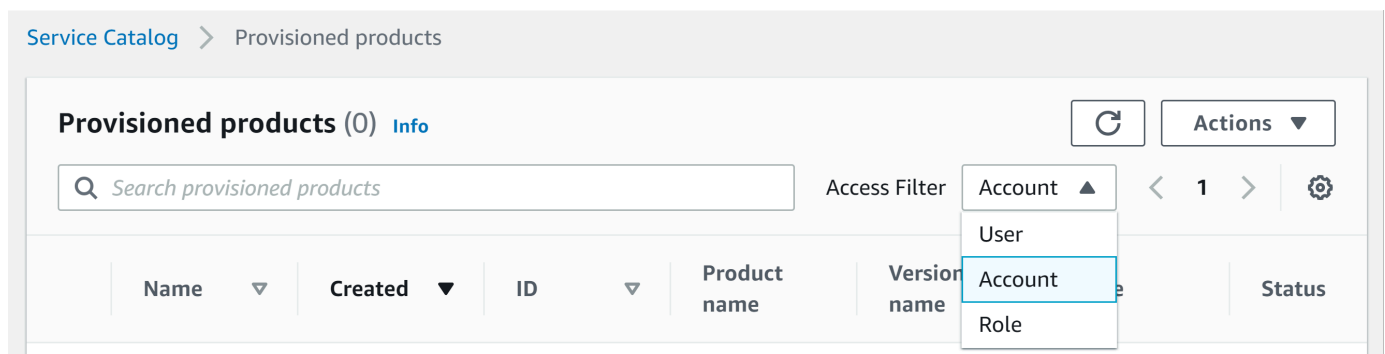 Service Catalog > Provisioned products
Provisioned products (0) Info
Actions
Search provisioned products
Access Filter Account 1
User
Account
Role
Name Created ID Product name Version name e Status